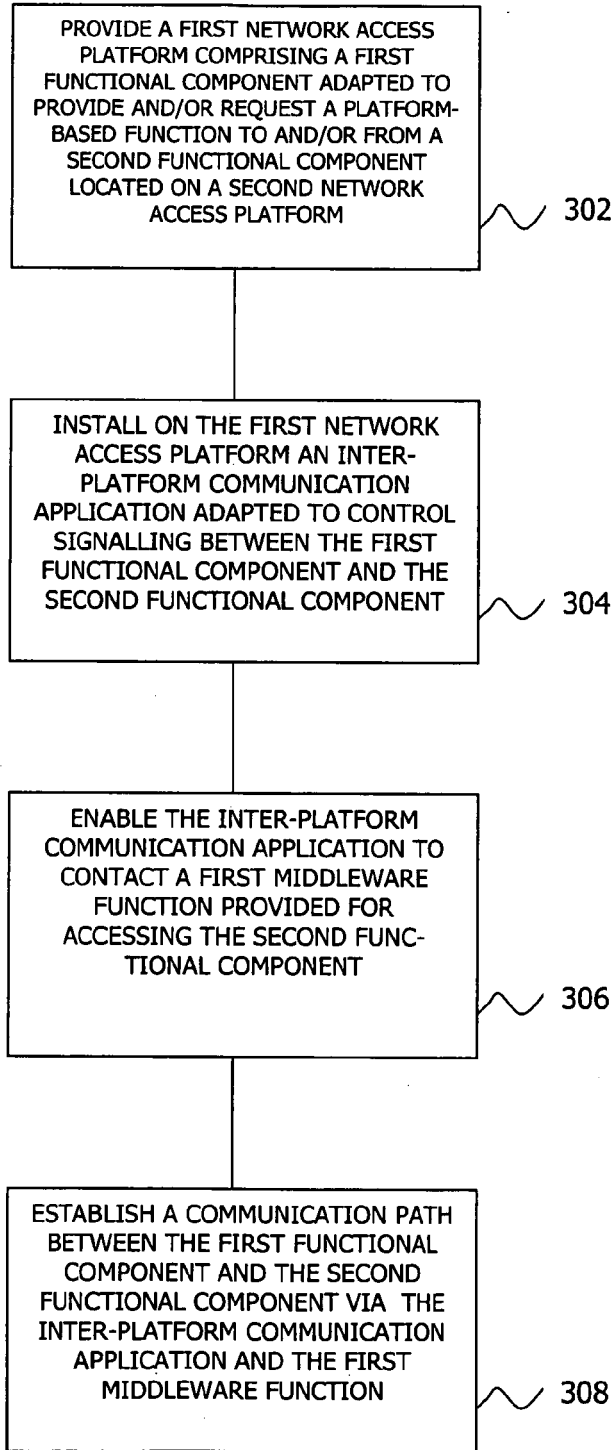 PROVIDE A FIRST NETWORK ACCESS
PLATFORM COMPRISING A FIRST
FUNCTIONAL COMPONENT ADAPTED TO
PROVIDE AND/OR REQUEST A PLATFORM-
BASED FUNCTION TO AND/OR FROM A
SECOND FUNCTIONAL COMPONENT
LOCATED ON A SECOND NETWORK
ACCESS PLATFORM
302
INSTALL ON THE FIRST NETWORK
ACCESS PLATFORM AN INTER-
PLATFORM COMMUNICATION
APPLICATION ADAPTED TO CONTROL
SIGNALLING BETWEEN THE FIRST
FUNCTIONAL COMPONENT AND THE
SECOND FUNCTIONAL COMPONENT
304
ENABLE THE INTER-PLATFORM
COMMUNICATION APPLICATION TO
CONTACT A FIRST MIDDLEWARE
FUNCTION PROVIDED FOR
ACCESSING THE SECOND FUNC-
TIONAL COMPONENT
306
ESTABLISH A COMMUNICATION PATH
BETWEEN THE FIRST FUNCTIONAL
COMPONENT AND THE SECOND
FUNCTIONAL COMPONENT VIA THE
INTER-PLATFORM COMMUNICATION
APPLICATION AND THE FIRST
MIDDLEWARE FUNCTION
308